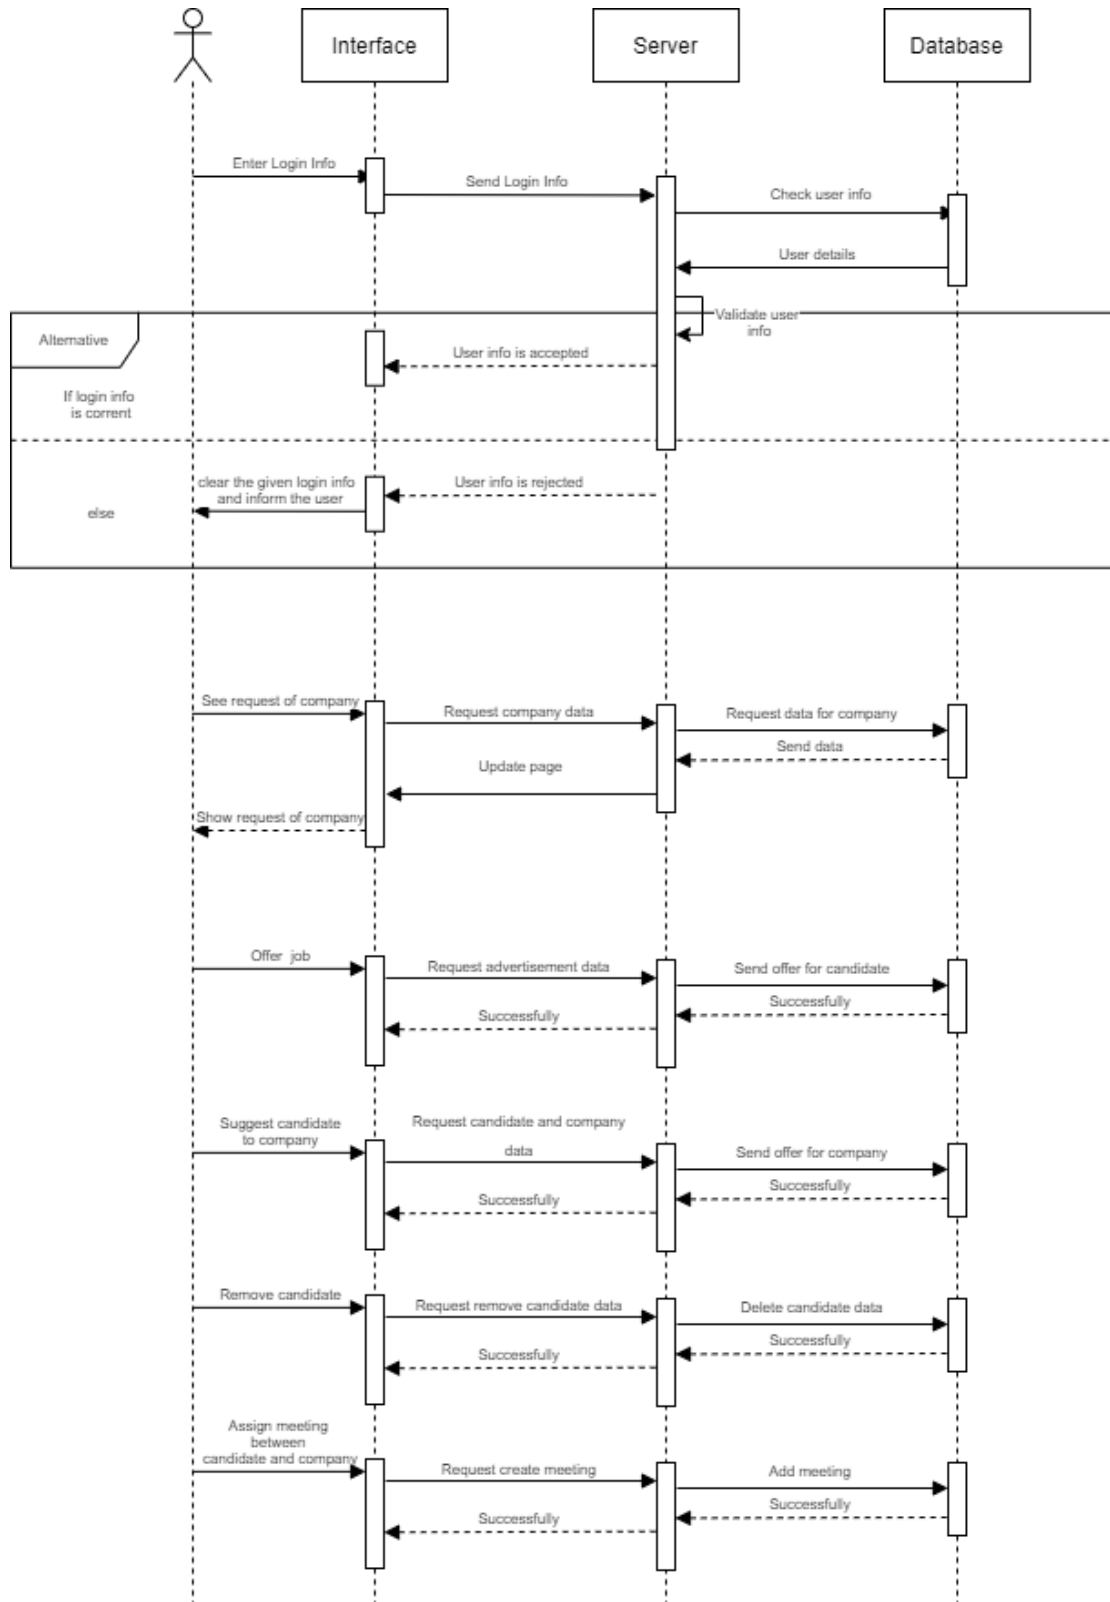 Interface
Server
Database
Enter Login Info
Send Login Info
Check user info
User details
Validate user
info
Alternative
User info is accepted
If login info
is corrent
clear the given login info
and inform the user
User info is rejected
else
See request of company
Request company data
Request data for company
Send data
Update page
Show request of company
Offer job
Request advertisement data
Send offer for candidate
Successfully
Successfully
Suggest candidate
to company
Request candidate and company
data
Send offer for company
Successfully
Successfully
Remove candidate
Request remove candidate data
Delete candidate data
Successfully
Successfully
Assign meeting
between
candidate and company
Request create meeting
Add meeting
Successfully
Successfully